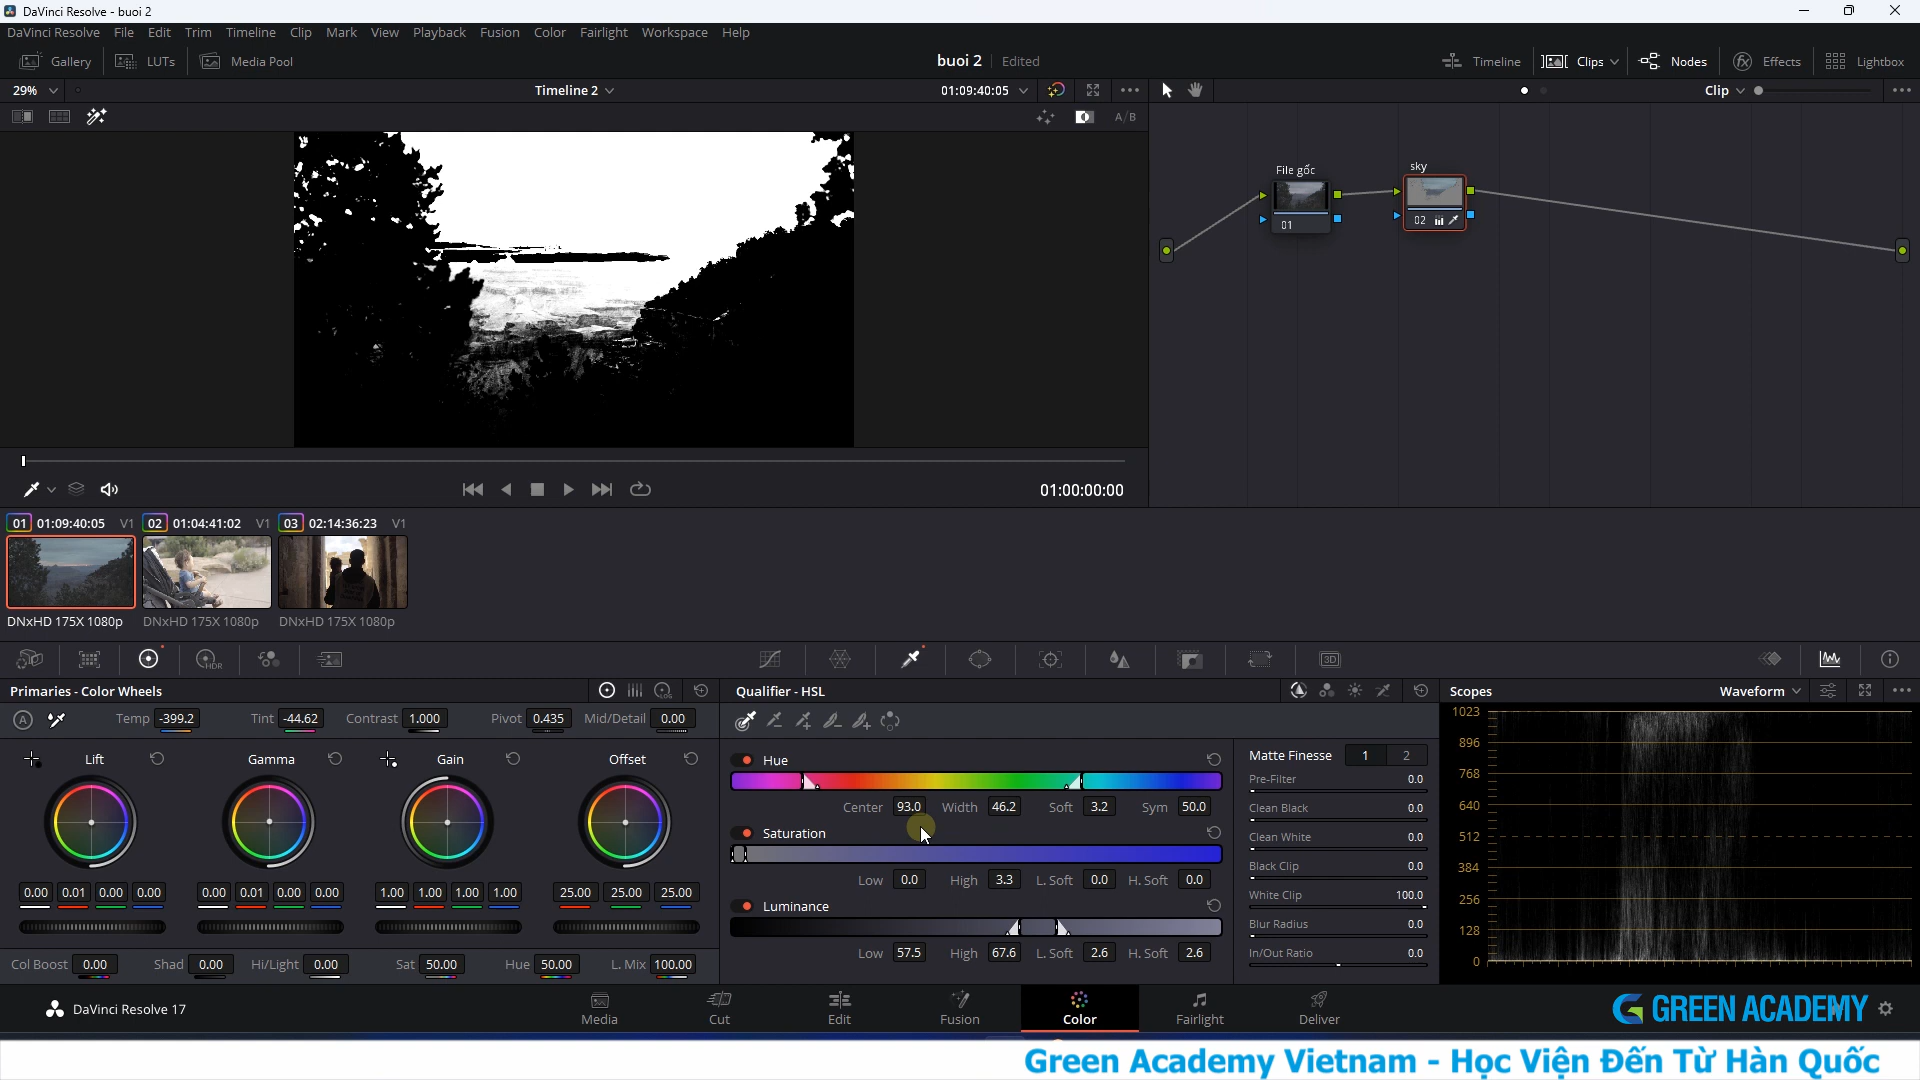 DaVinci Resolve - buoi 2
DaVinci Resolve File Edit Trim Timeline Clip Mark View Playback Fusion Color Fairlight Workspace Help
Gallery LUTs Media Pool buoi 2 Edited Timeline Clips Nodes Effects Lightbox
29% Timeline 2 01:09:40:05 Clip
A/B
File gốc
01
sky
02
01:00:00:00
01 01:09:40:05 V1 02 01:04:41:02 V1 03 02:14:36:23 V1
DNxHD 175X 1080p DNxHD 175X 1080p DNxHD 175X 1080p
HDR 3D
Primaries - Color Wheels LOG Qualifier - HSL Scopes Waveform
A Temp -399.2 Tint -44.62 Contrast 1.000 Pivot 0.435 Mid/Detail 0.00
Lift Gamma Gain Offset
0.00 0.01 0.00 0.00 0.00 0.01 0.00 0.00 1.00 1.00 1.00 1.00 25.00 25.00 25.00
Col Boost 0.00 Shad 0.00 Hi/Light 0.00 Sat 50.00 Hue 50.00 L. Mix 100.00
Hue
Center 93.0 Width 46.2 Soft 3.2 Sym 50.0
Saturation
Low 0.0 High 3.3 L. Soft 0.0 H. Soft 0.0
Luminance
Low 57.5 High 67.6 L. Soft 2.6 H. Soft 2.6
Matte Finesse 1 2
Pre-Filter 0.0
Clean Black 0.0
Clean White 0.0
Black Clip 0.0
White Clip 100.0
Blur Radius 0.0
In/Out Ratio 0.0
1023
896
768
640
512
384
256
128
0
DaVinci Resolve 17 Media Cut Edit Fusion Color Fairlight Deliver
GREEN ACADEMY
Green Academy Vietnam - Học Viện Đến Từ Hàn Quốc